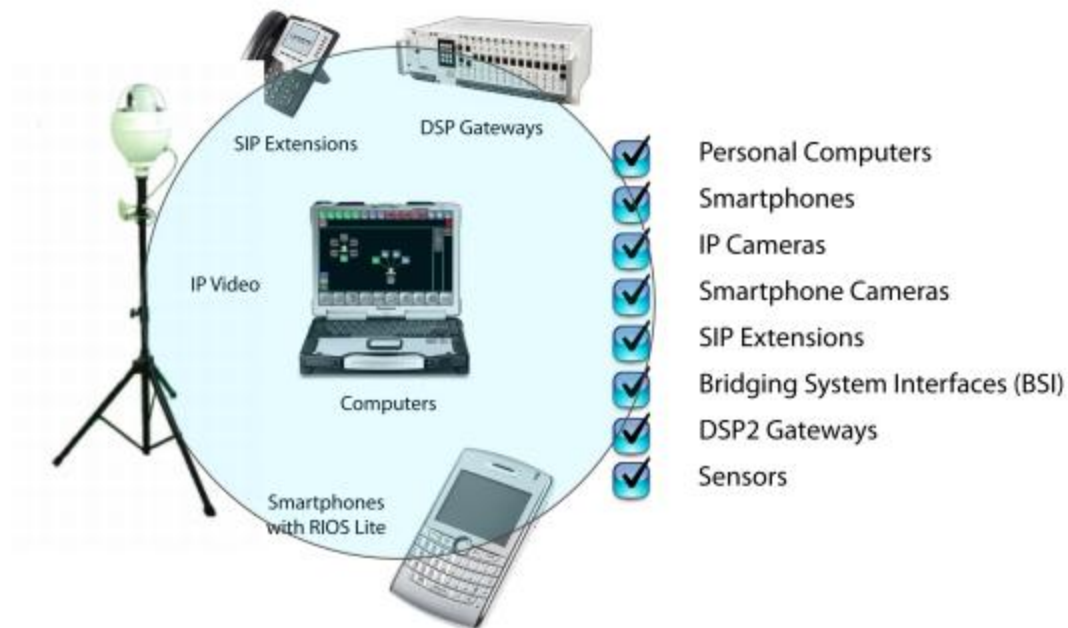 SIP Extensions
DSP Gateways
IP Video
Computers
Smartphones
with RIOS Lite
Personal Computers
Smartphones
IP Cameras
Smartphone Cameras
SIP Extensions
Bridging System Interfaces (BSI)
DSP2 Gateways
Sensors